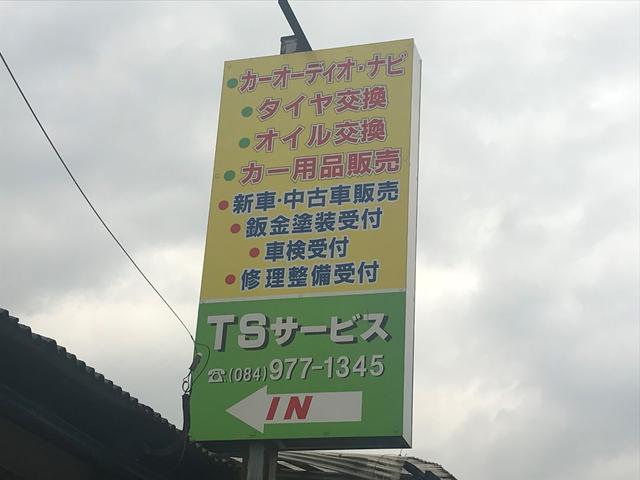 ●カーオーディオ・ナビ
●タイヤ交換
●オイル交換
●カー用品販売
●新車・中古車販売
●鈑金塗装受付
●車検受付
●修理整備受付
TSサービス
☎(084)977-1345
IN